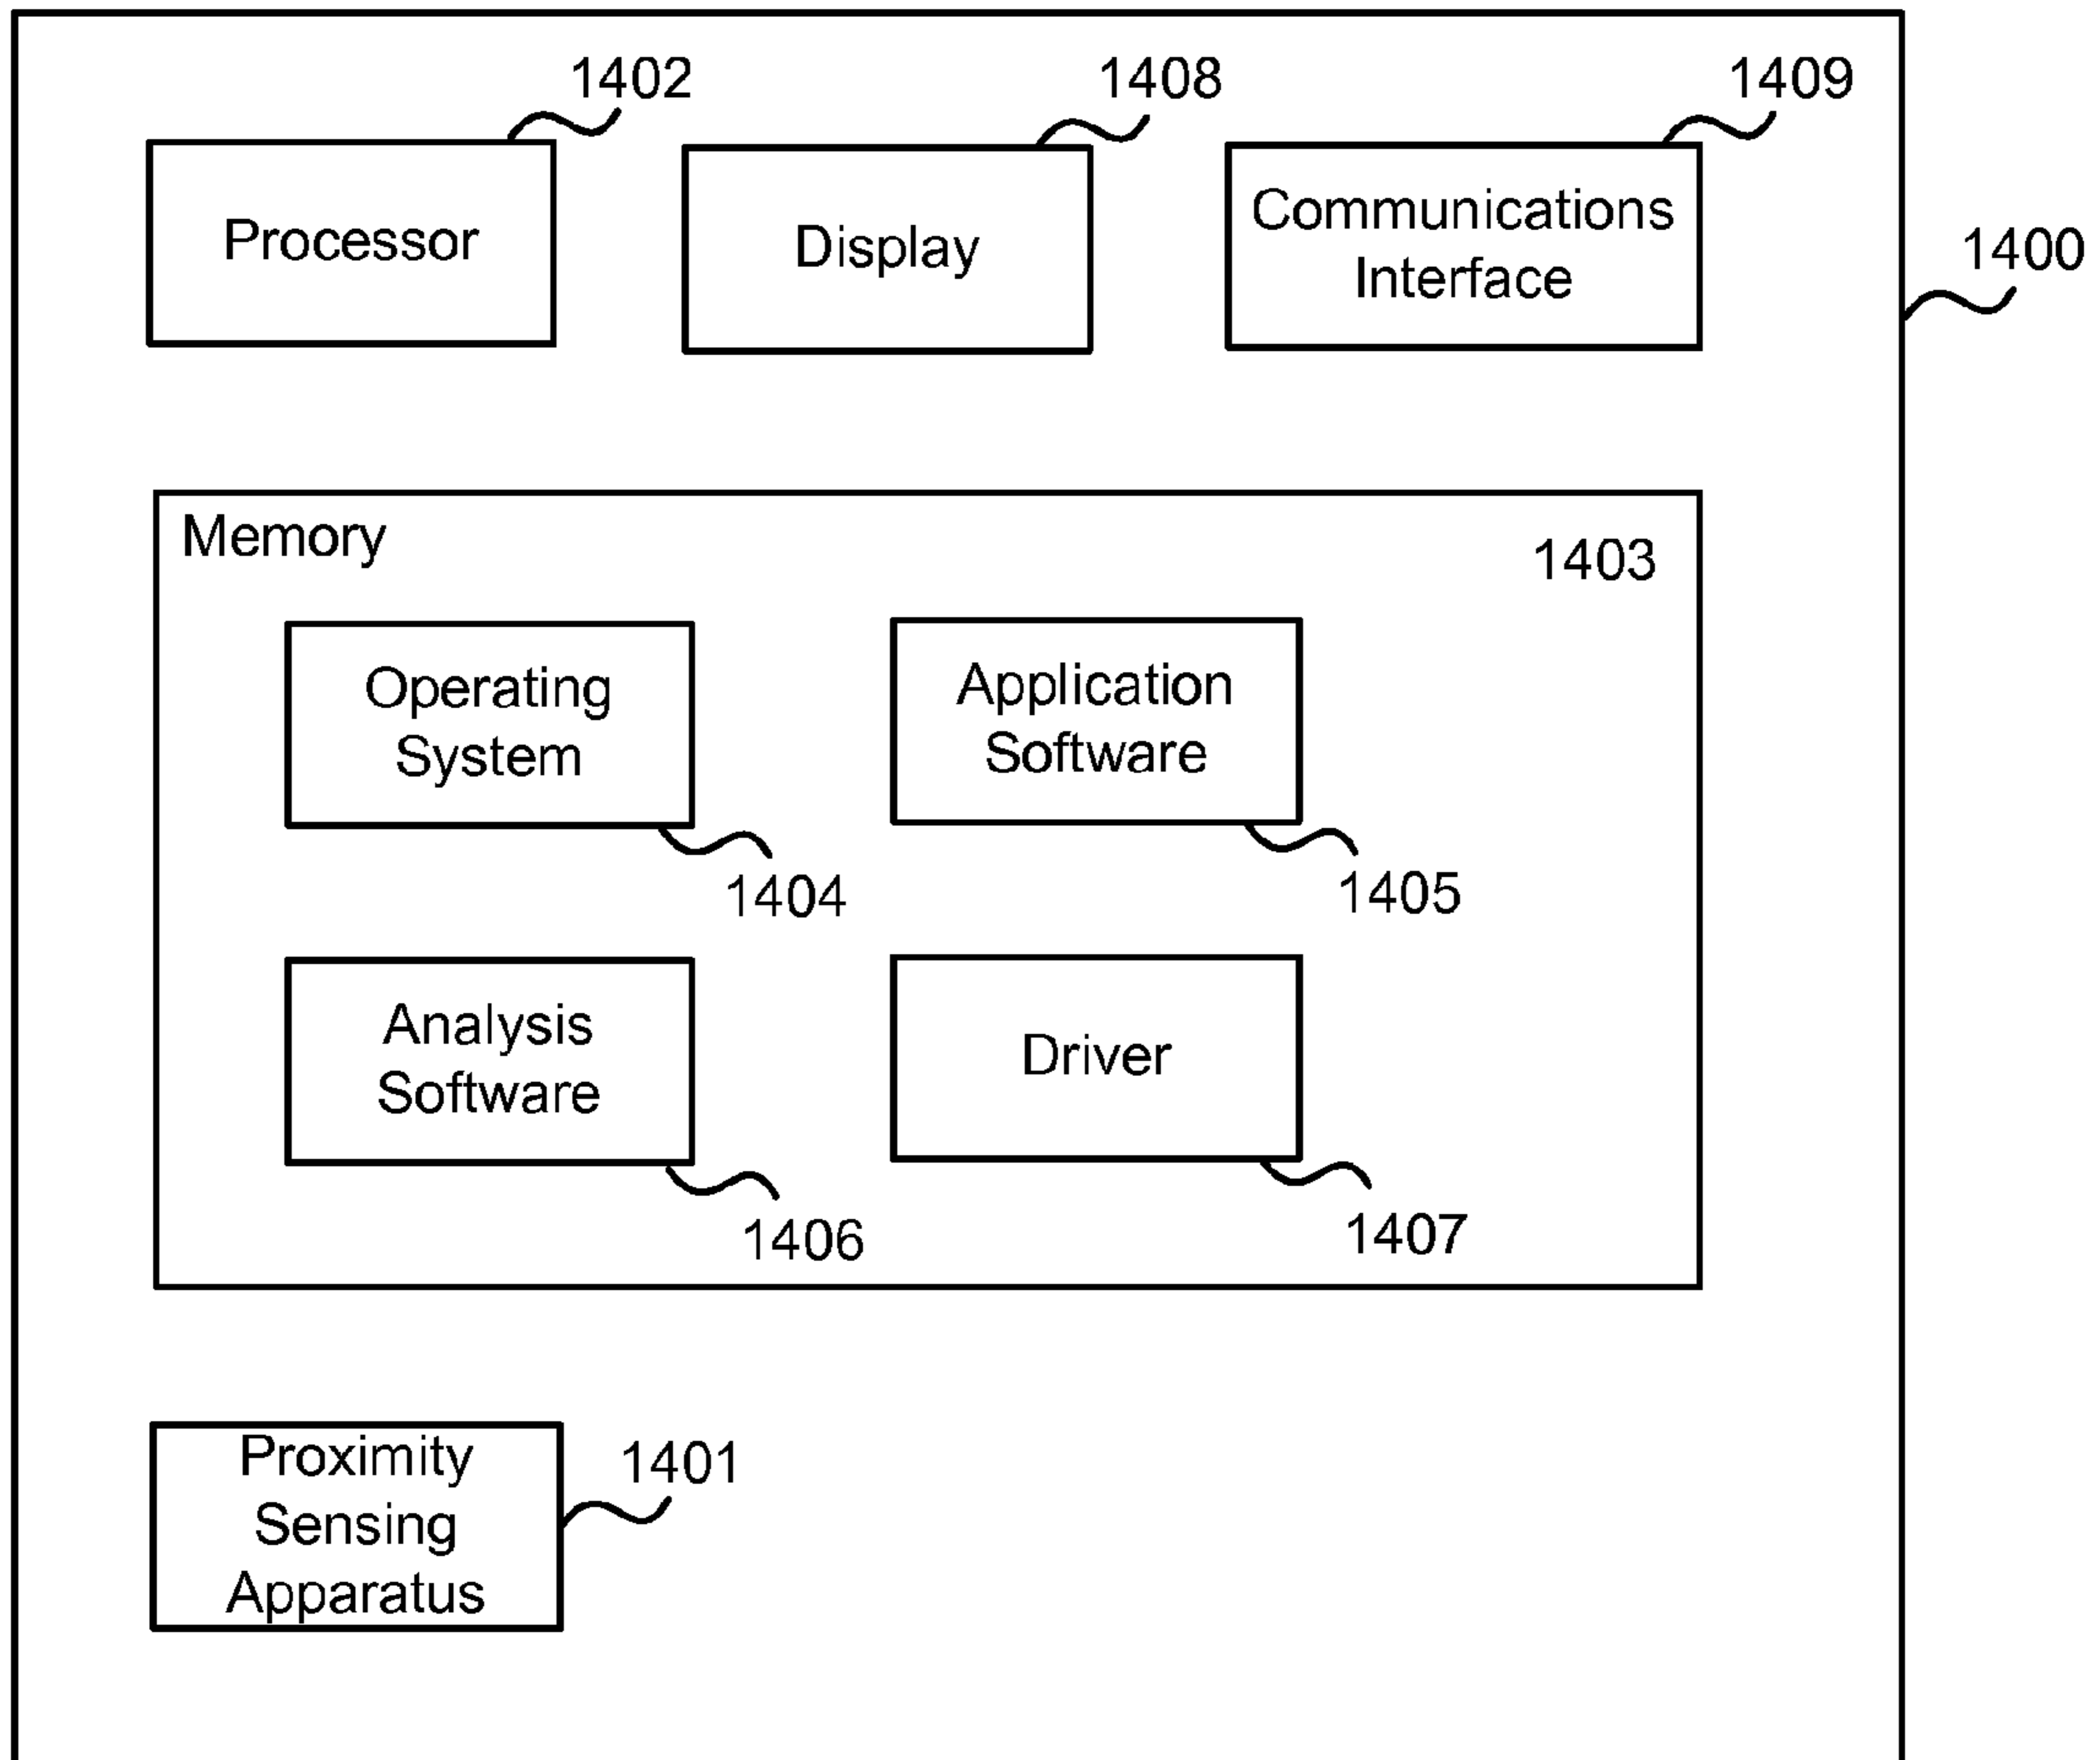 1402
1408
1409
Processor
Display
Communications
Interface
1400
Memory
1403
Operating
System
Application
Software
1404
1405
Analysis
Software
Driver
1406
1407
Proximity
Sensing
Apparatus
1401